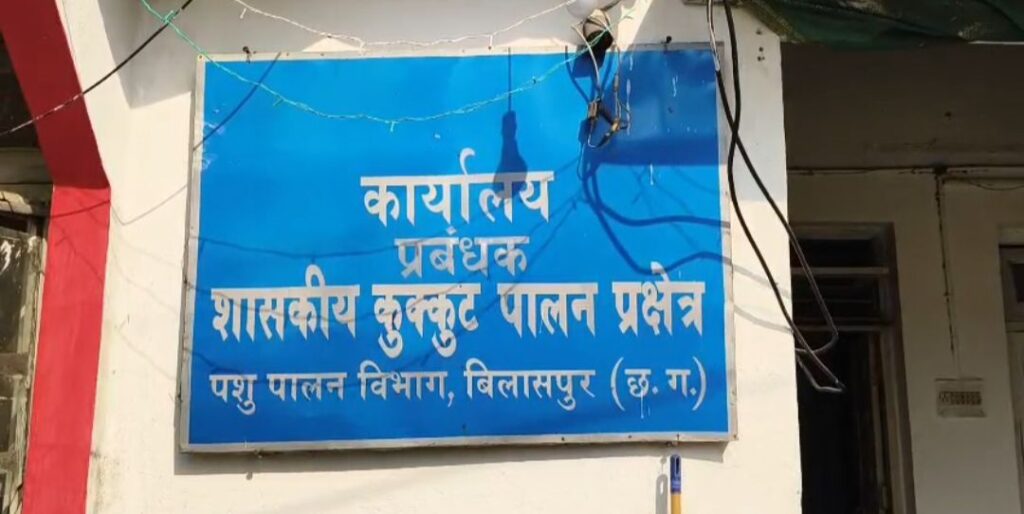 कार्यालय
प्रबंधक
शासकीय कुक्कुट पालन प्रक्षेत्र
पशु पालन विभाग, बिलासपुर (छ. ग.)